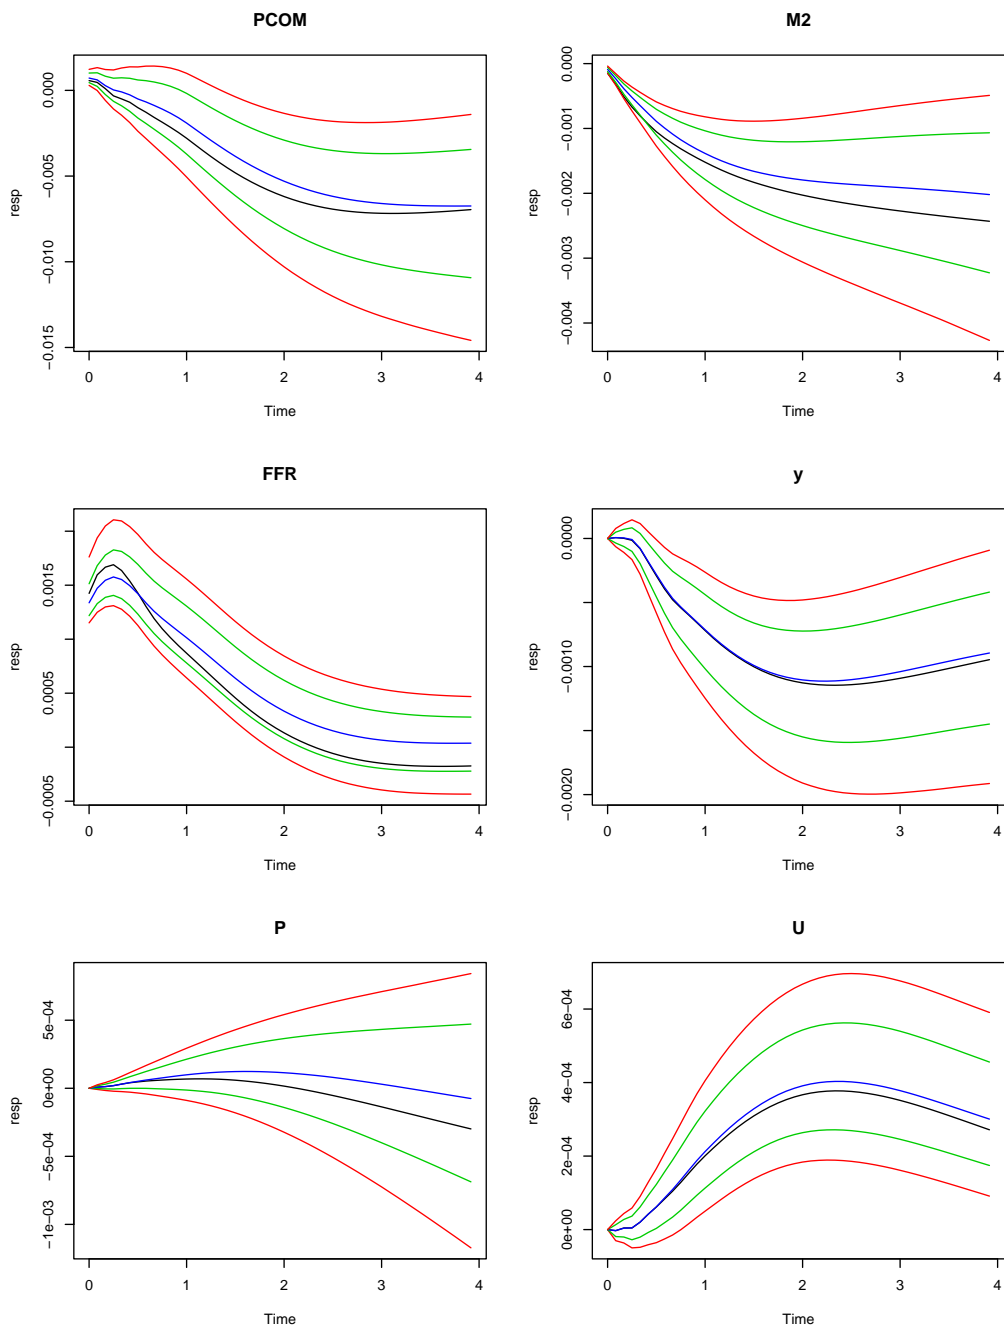 PCOM
resp
0.000
−0.005
−0.010
−0.015
0 1 2 3 4
Time
M2
resp
0.000
−0.001
−0.002
−0.003
−0.004
0 1 2 3 4
Time
FFR
resp
0.0015
0.0005
−0.0005
0 1 2 3 4
Time
y
resp
0.0000
−0.0010
−0.0020
0 1 2 3 4
Time
P
resp
5e−04
0e+00
−5e−04
−1e−03
0 1 2 3 4
Time
U
resp
6e−04
4e−04
2e−04
0e+00
0 1 2 3 4
Time